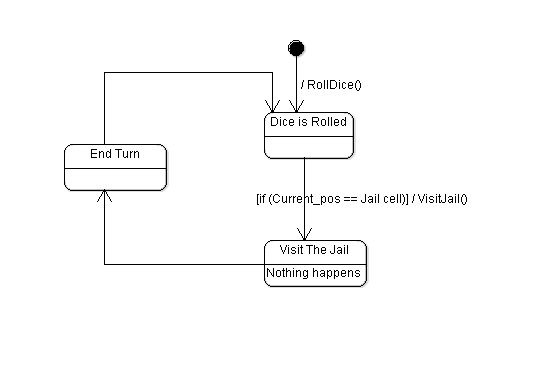 / RollDice()
Dice is Rolled
End Turn
[if (Current_pos == Jail cell)] / VisitJail()
Visit The Jail
Nothing happens